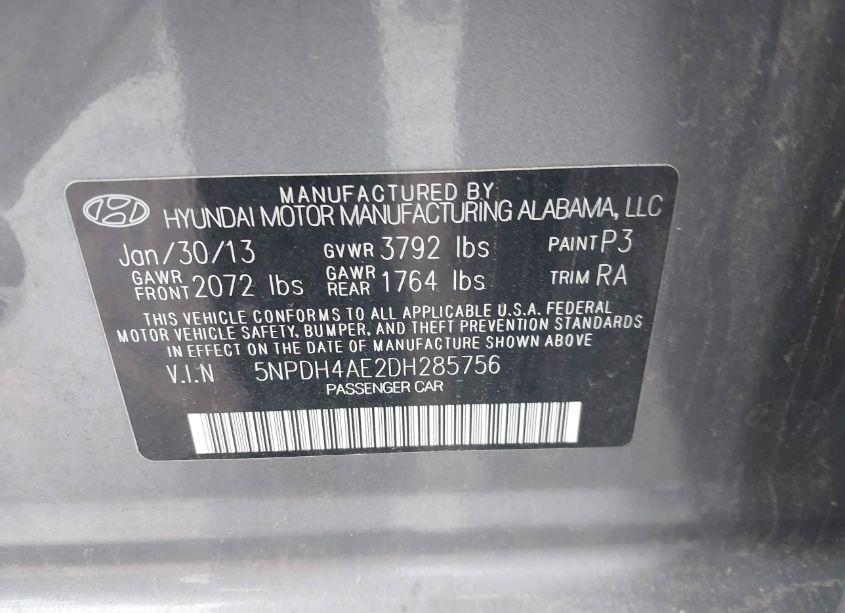 MANUFACTURED BY
HYUNDAI MOTOR MANUFACTURING ALABAMA, LLC
Jan/30/13 GVWR 3792 lbs PAINT P3
GAWR FRONT 2072 lbs GAWR REAR 1764 lbs TRIM RA
THIS VEHICLE CONFORMS TO ALL APPLICABLE U.S.A. FEDERAL
MOTOR VEHICLE SAFETY, BUMPER, AND THEFT PREVENTION STANDARDS
IN EFFECT ON THE DATE OF MANUFACTURE SHOWN ABOVE
V.I.N 5NPDH4AE2DH285756
PASSENGER CAR